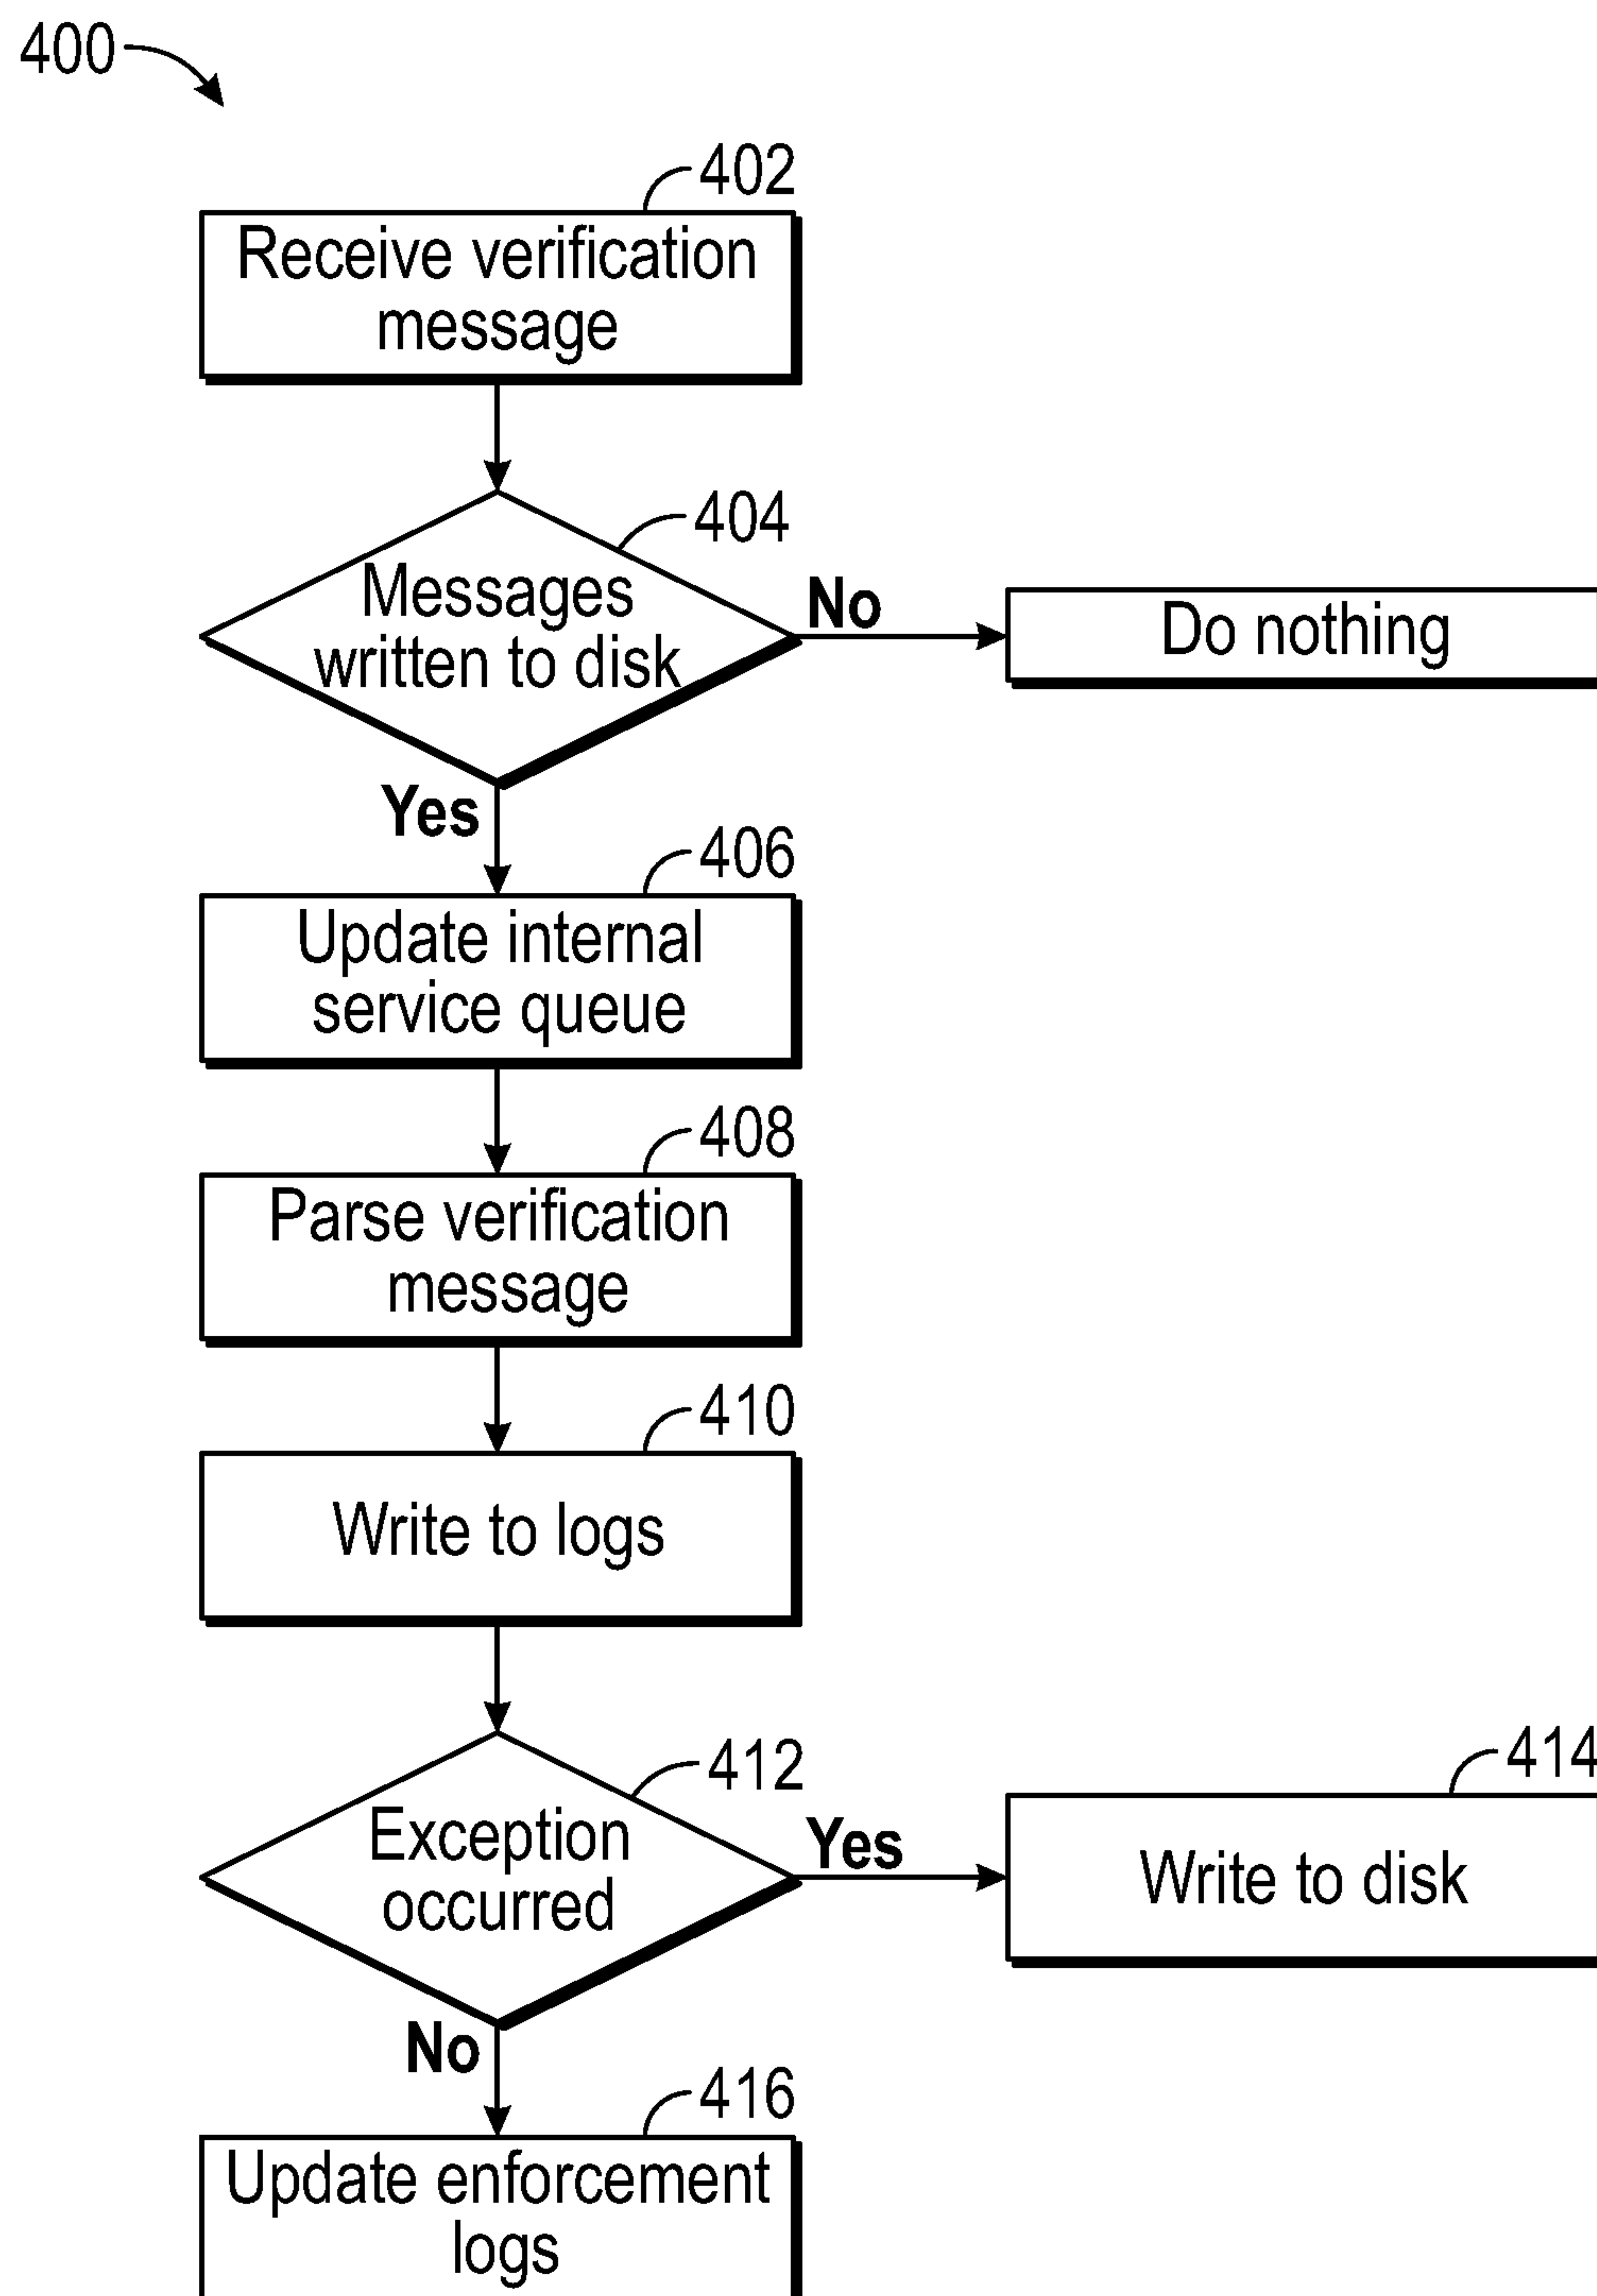 400
402
Receive verification
message
404
Messages
written to disk
No
Do nothing
Yes
406
Update internal
service queue
408
Parse verification
message
410
Write to logs
412
Exception
occurred
Yes
414
Write to disk
No
416
Update enforcement
logs